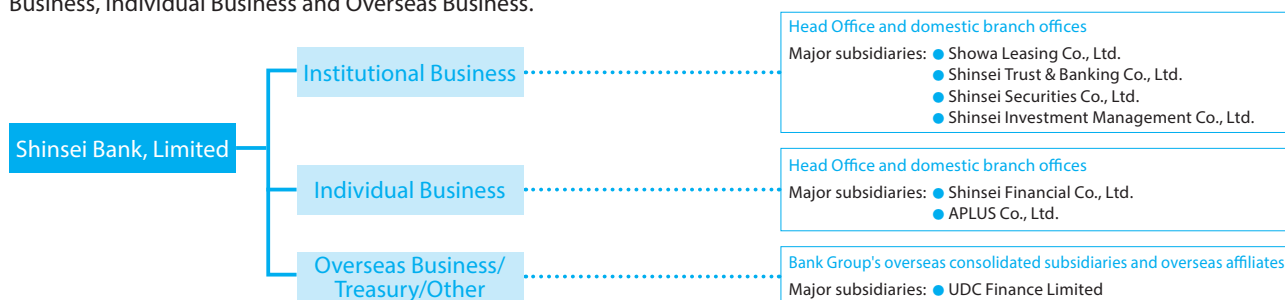 Business, Individual Business and Overseas Business.
Shinsei Bank, Limited
Institutional Business
Head Office and domestic branch offices
Major subsidiaries: ● Showa Leasing Co., Ltd.
● Shinsei Trust & Banking Co., Ltd.
● Shinsei Securities Co., Ltd.
● Shinsei Investment Management Co., Ltd.
Individual Business
Head Office and domestic branch offices
Major subsidiaries: ● Shinsei Financial Co., Ltd.
● APLUS Co., Ltd.
Overseas Business/
Treasury/Other
Bank Group's overseas consolidated subsidiaries and overseas affiliates
Major subsidiaries: ● UDC Finance Limited